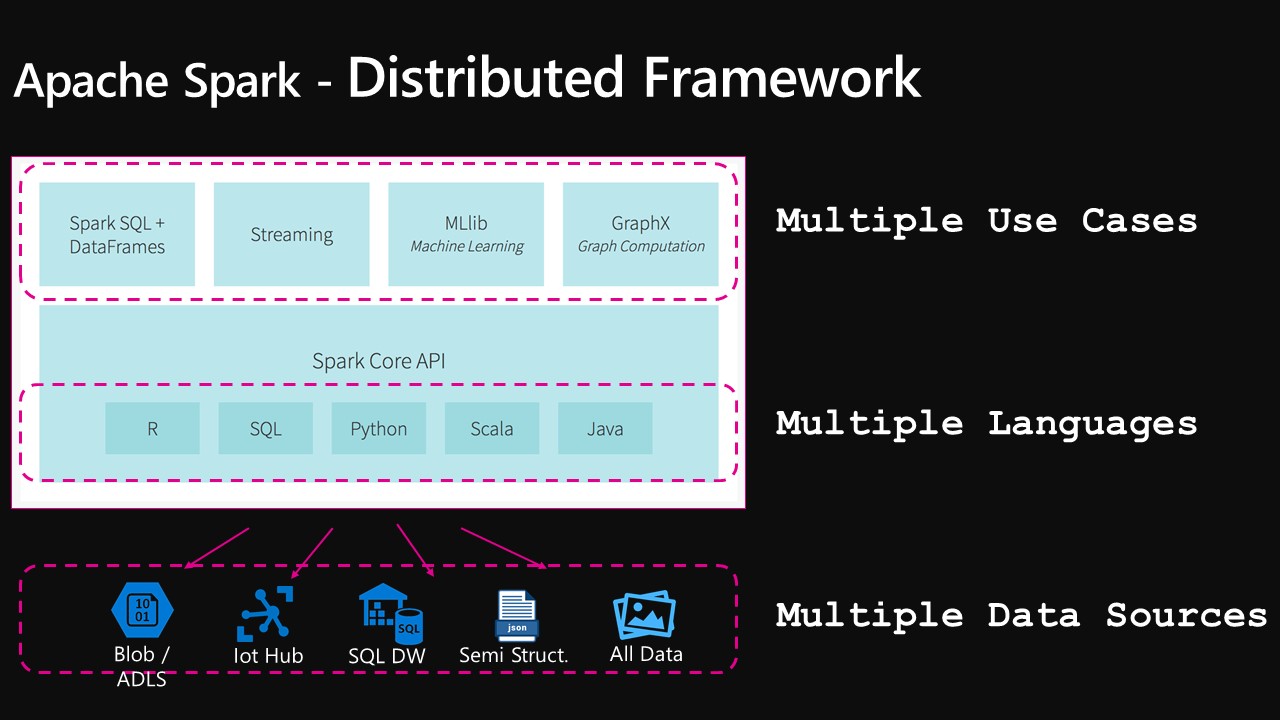 Apache Spark - Distributed Framework
Spark SQL +
DataFrames
Streaming
MLlib
Machine Learning
GraphX
Graph Computation
Multiple Use Cases
Spark Core API
R
SQL
Python
Scala
Java
Multiple Languages
10
01
SQL
json
Blob /
ADLS
Iot Hub
SQL DW
Semi Struct.
All Data
Multiple Data Sources